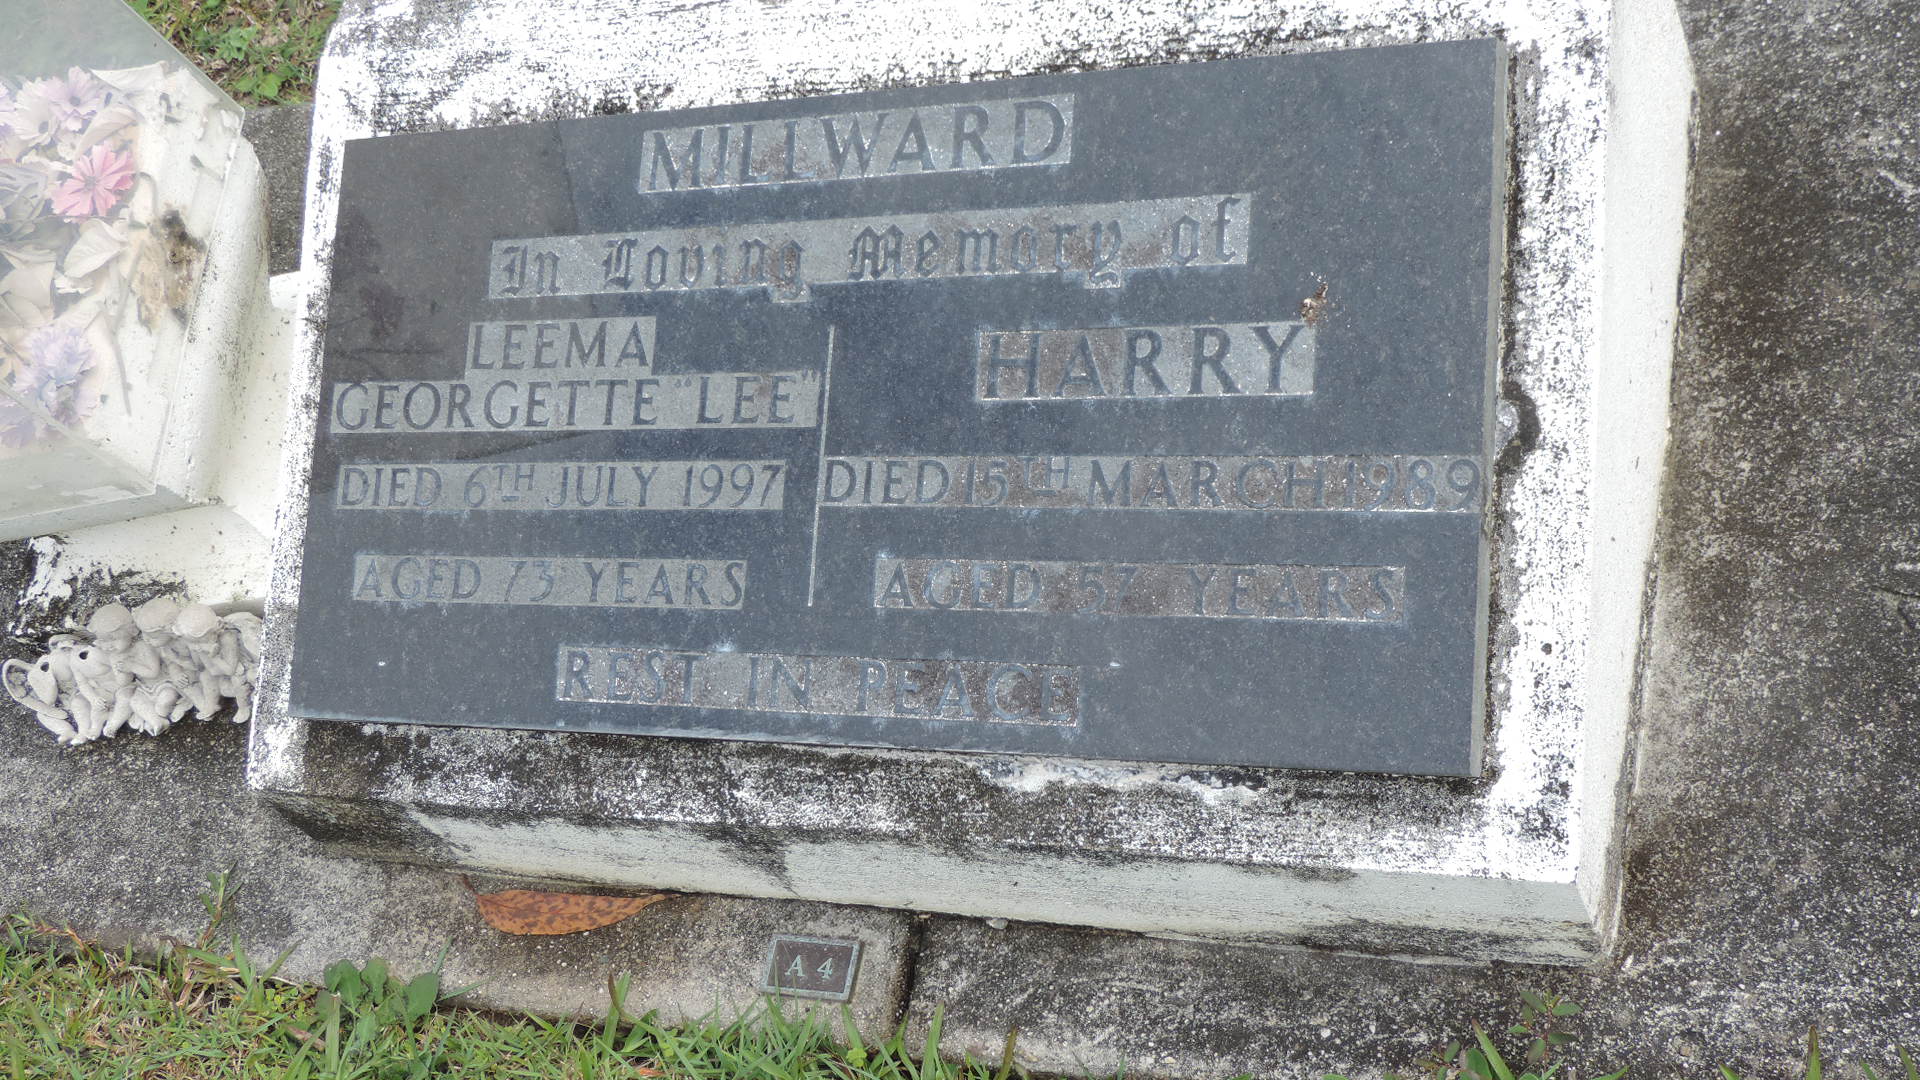 MILLWARD
In Loving Memory of
LEEMA
GEORGETTE "LEE"
DIED 6TH JULY 1997
AGED 73 YEARS
HARRY
DIED 15TH MARCH 1989
AGED 57 YEARS
REST IN PEACE
A 4